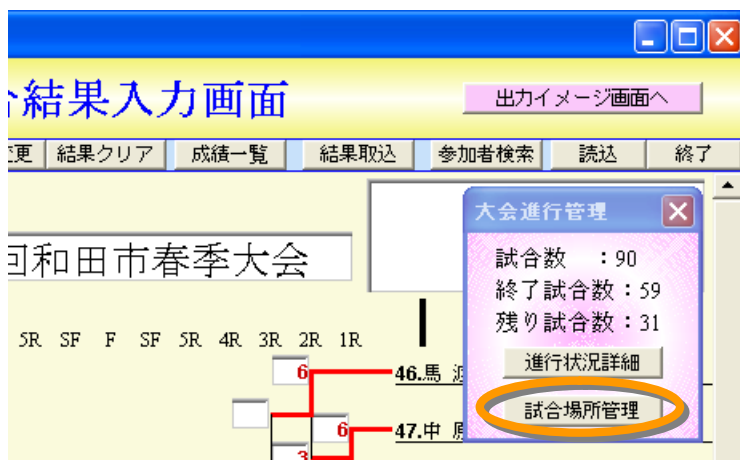 結果入力画面
出力イメージ画面へ
変更 結果クリア 成績一覧 結果取込 参加者検索 読込 終了
大会進行管理
試合数 :90
回和田市春季大会
終了試合数:59
残り試合数:31
5R SF F SF 5R 4R 3R 2R 1R
進行状況詳細
6
46.馬
試合場所管理
6
47.中 原
3